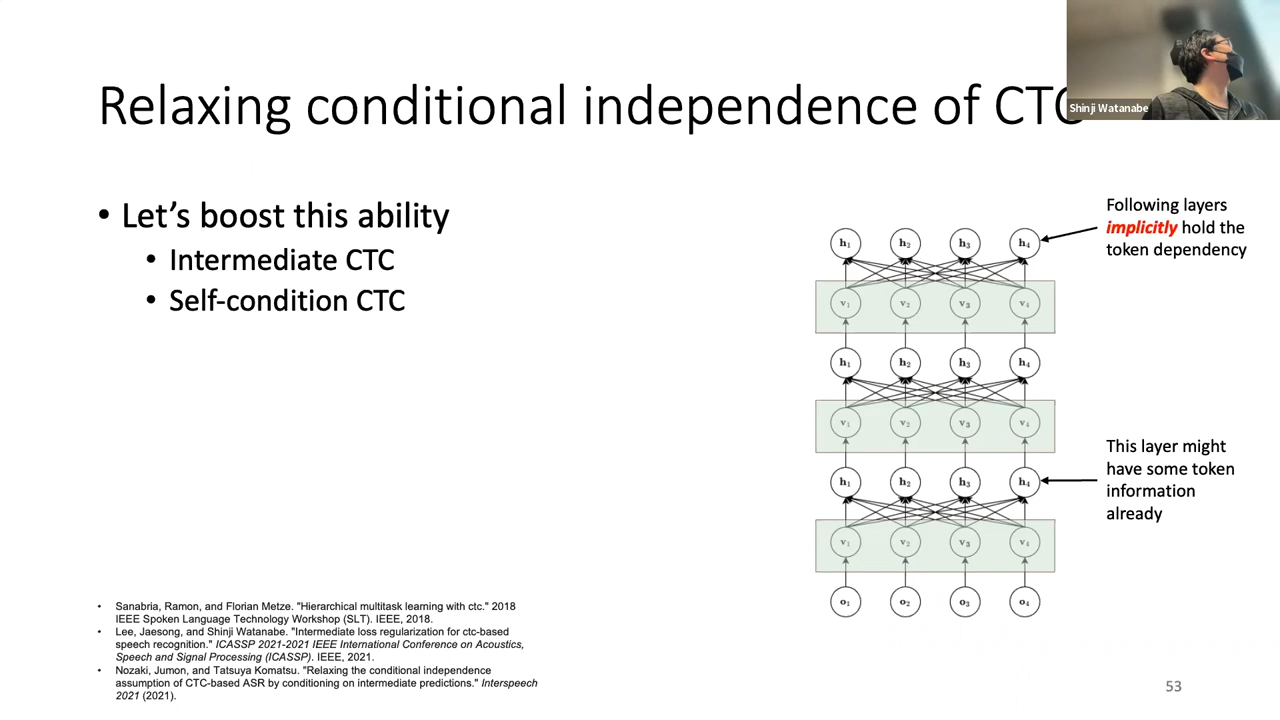 Relaxing conditional independence of CTC
Shinji Watanabe
• Let's boost this ability
• Intermediate CTC
• Self-condition CTC
Following layers
implicitly hold the
token dependency
h₁ h₂ h₃ h₄
v₁ v₂ v₃ v₄
h₁ h₂ h₃ h₄
v₁ v₂ v₃ v₄
This layer might
have some token
information
already
h₁ h₂ h₃ h₄
v₁ v₂ v₃ v₄
o₁ o₂ o₃ o₄
• Sanabria, Ramon, and Florian Metze. "Hierarchical multitask learning with ctc." 2018
IEEE Spoken Language Technology Workshop (SLT). IEEE, 2018.
• Lee, Jaesong, and Shinji Watanabe. "Intermediate loss regularization for ctc-based
speech recognition." ICASSP 2021-2021 IEEE International Conference on Acoustics,
Speech and Signal Processing (ICASSP). IEEE, 2021.
• Nozaki, Jumon, and Tatsuya Komatsu. "Relaxing the conditional independence
assumption of CTC-based ASR by conditioning on intermediate predictions." Interspeech
2021 (2021).
53